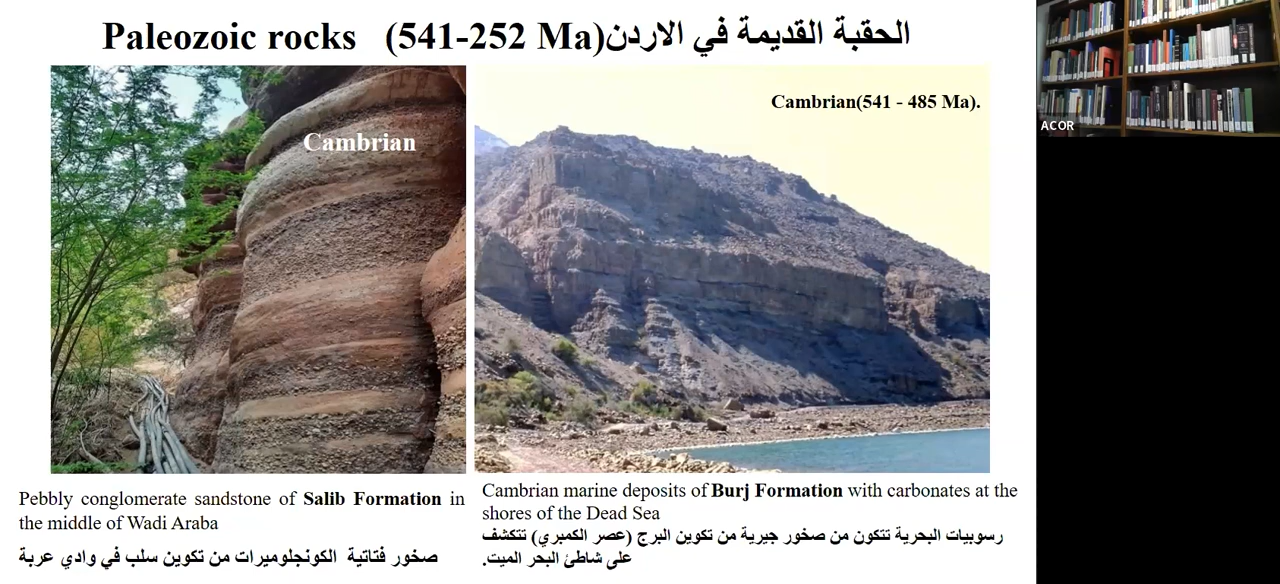 Paleozoic rocks (541-252 Ma)الحقبة القديمة في الاردن
Cambrian
Cambrian(541 - 485 Ma).
ACOR
Pebbly conglomerate sandstone of Salib Formation in
the middle of Wadi Araba
صخور فتاتية الكونجلوميرات من تكوين سلب في وادي عربة
Cambrian marine deposits of Burj Formation with carbonates at the
shores of the Dead Sea
رسوبيات البحرية تتكون من صخور جيرية من تكوين البرج (عصر الكمبري) تتكشف
على شاطئ البحر الميت.